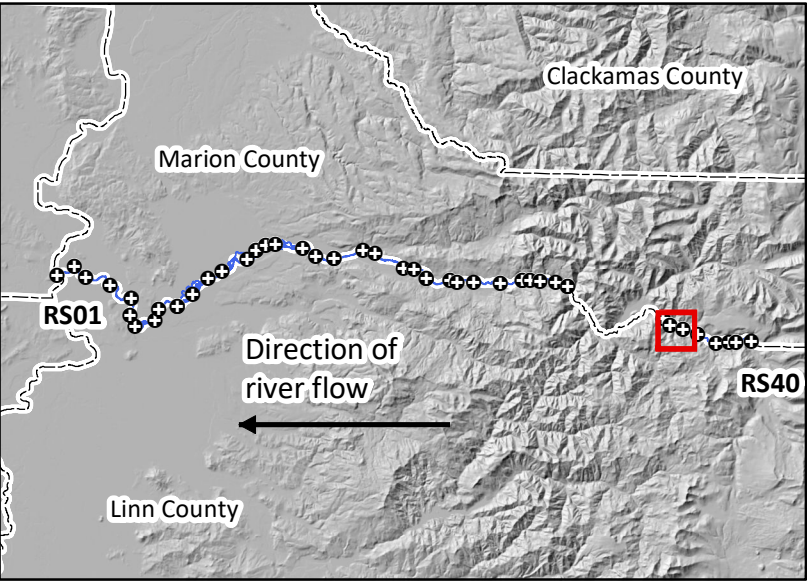 Clackamas County
Marion County
RS01
Direction of
river flow
RS40
Linn County